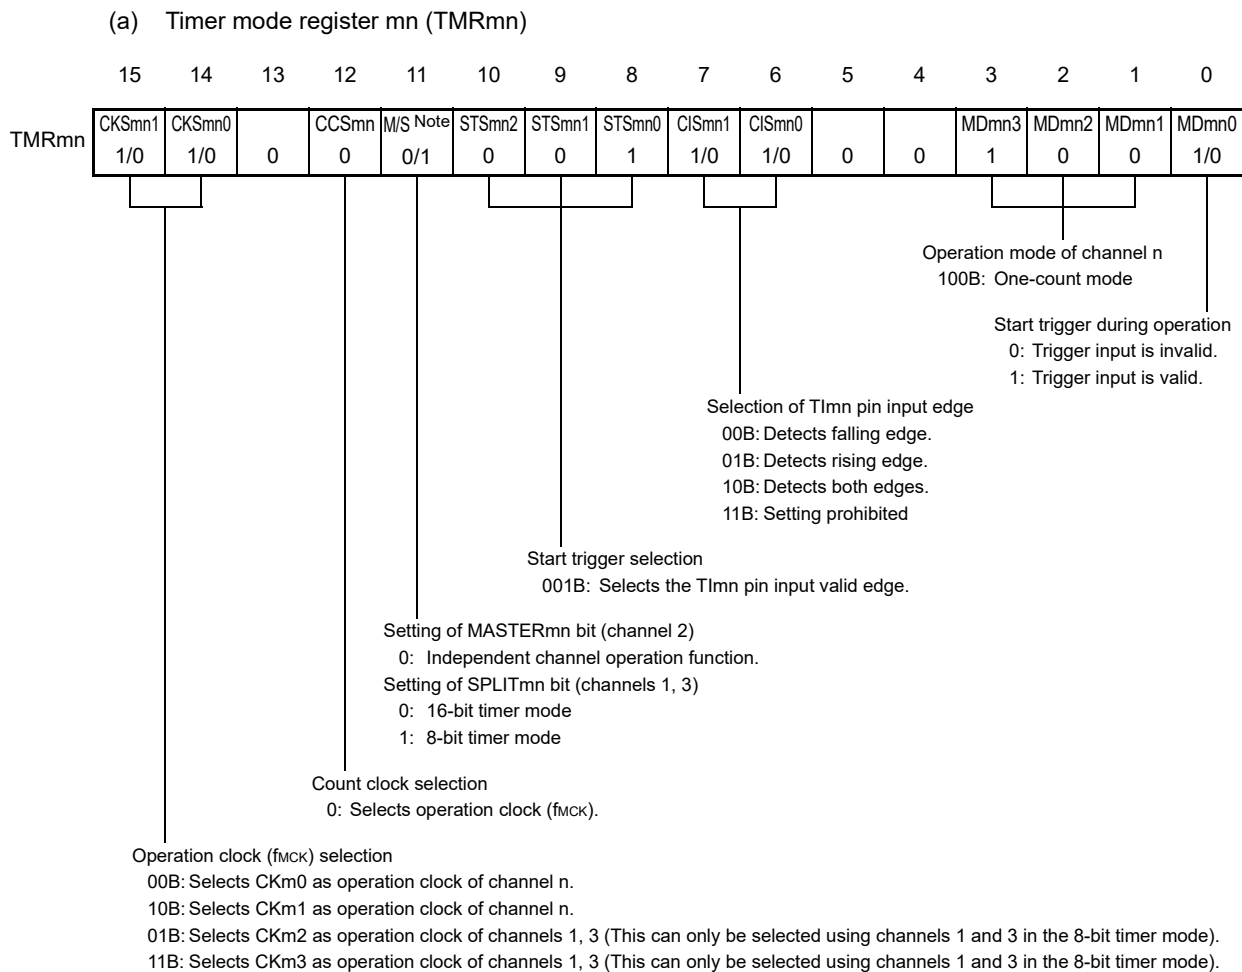 (a) Timer mode register mn (TMRmn)
15 14 13 12 11 10 9 8 7 6 5 4 3 2 1 0
TMRmn CKSmn1 CKSmn0 CCSmn M/S Note STSmn2 STSmn1 STSmn0 CISmn1 CISmn0 MDmn3 MDmn2 MDmn1 MDmn0
1/0 1/0 0 0 0/1 0 0 1 1/0 1/0 0 0 1 0 0 1/0
Operation mode of channel n
100B: One-count mode
Start trigger during operation
0: Trigger input is invalid.
1: Trigger input is valid.
Selection of TImn pin input edge
00B: Detects falling edge.
01B: Detects rising edge.
10B: Detects both edges.
11B: Setting prohibited
Start trigger selection
001B: Selects the TImn pin input valid edge.
Setting of MASTERmn bit (channel 2)
0: Independent channel operation function.
Setting of SPLITmn bit (channels 1, 3)
0: 16-bit timer mode
1: 8-bit timer mode
Count clock selection
0: Selects operation clock (fMCK).
Operation clock (fMCK) selection
00B: Selects CKm0 as operation clock of channel n.
10B: Selects CKm1 as operation clock of channel n.
01B: Selects CKm2 as operation clock of channels 1, 3 (This can only be selected using channels 1 and 3 in the 8-bit timer mode).
11B: Selects CKm3 as operation clock of channels 1, 3 (This can only be selected using channels 1 and 3 in the 8-bit timer mode).